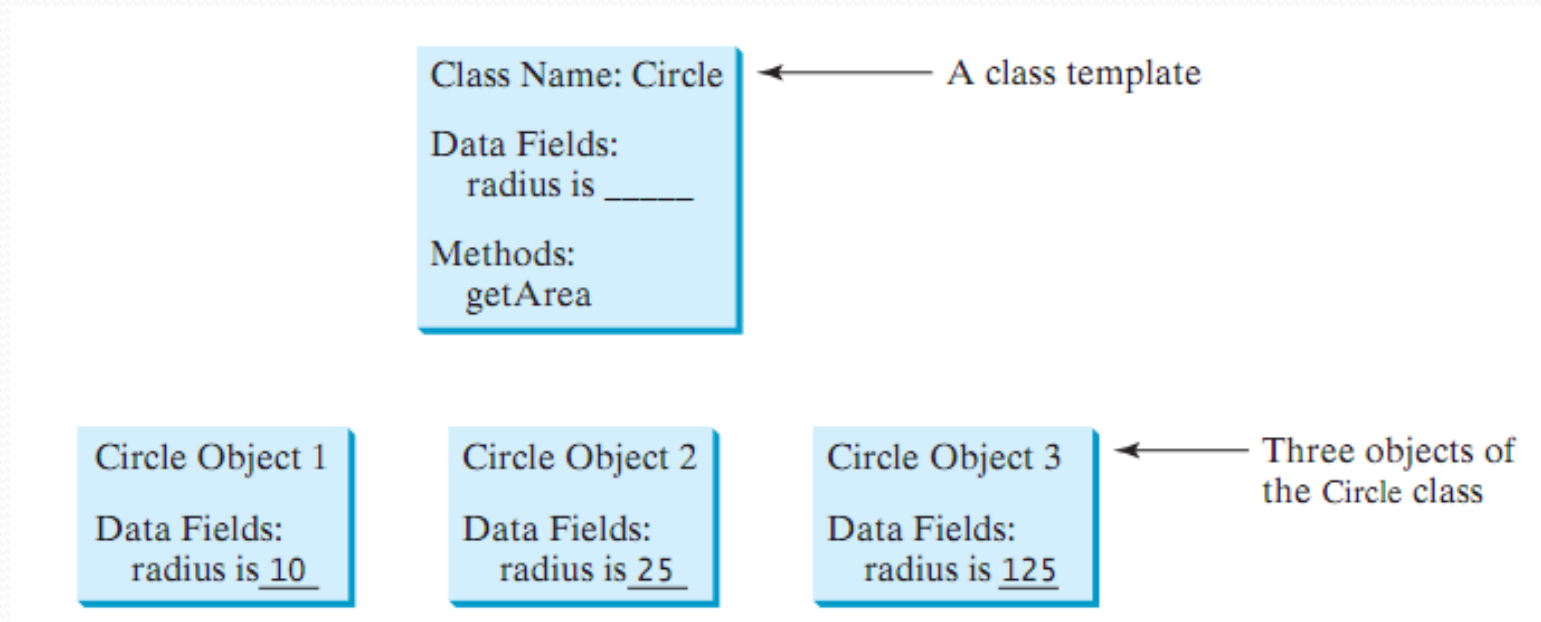 Class Name: Circle
A class template
Data Fields:
radius is _____
Methods:
getArea
Circle Object 1
Data Fields:
radius is 10
Circle Object 2
Data Fields:
radius is 25
Circle Object 3
Data Fields:
radius is 125
Three objects of
the Circle class